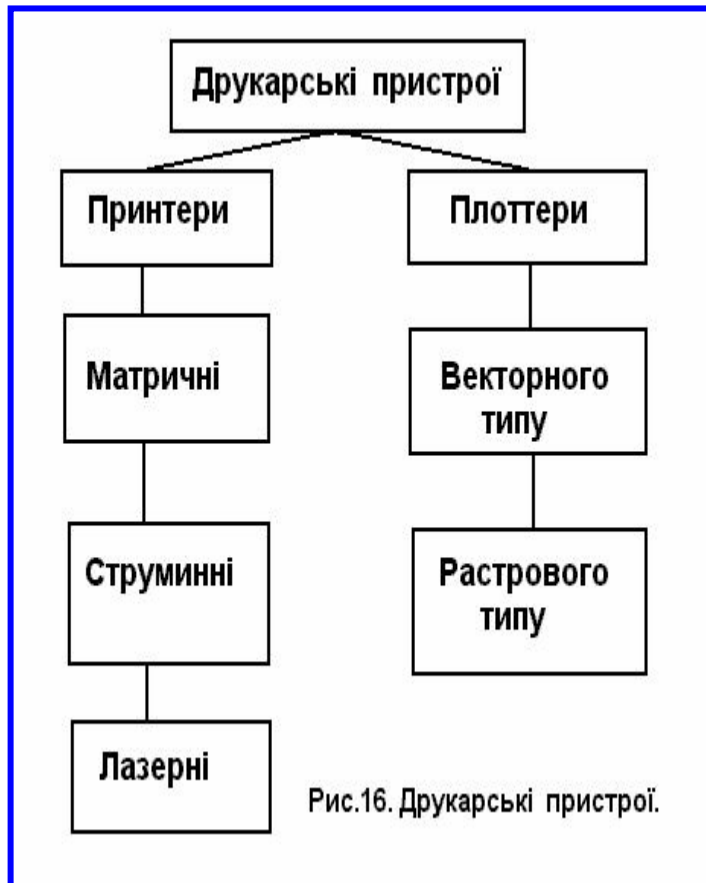 Друкарські пристрої
Принтери
Плоттери
Матричні
Векторного
типу
Струминні
Растрового
типу
Лазерні
Рис.16. Друкарські пристрої.